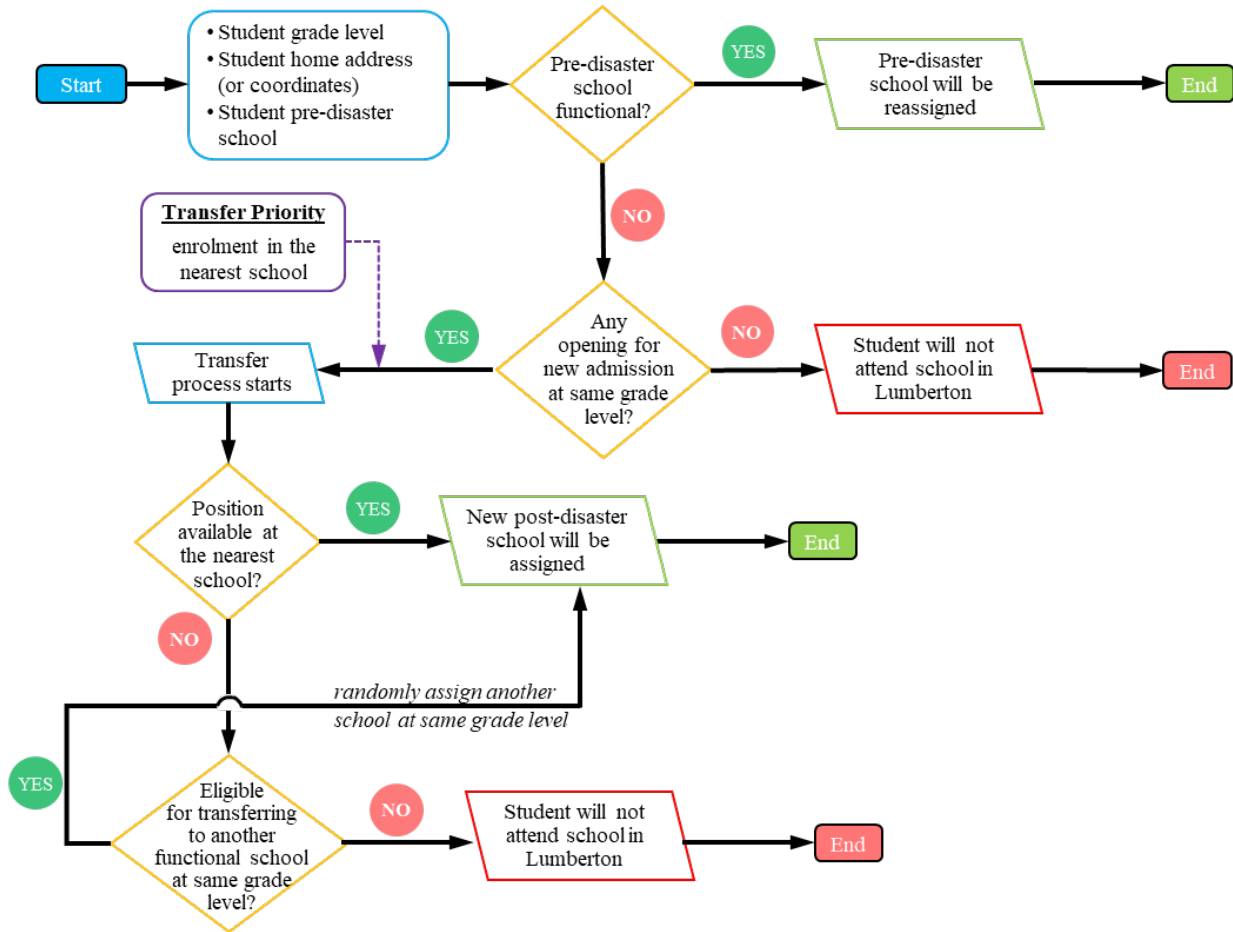 Start
• Student grade level
• Student home address
(or coordinates)
• Student pre-disaster
school
Pre-disaster
school
functional?
YES
Pre-disaster
school will be
reassigned
End
NO
Transfer Priority
enrolment in the
nearest school
Transfer
process starts
YES
Any
opening for
new admission
at same grade
level?
NO
Student will not
attend school in
Lumberton
End
Position
available at
the nearest
school?
YES
New post-disaster
school will be
assigned
End
NO
randomly assign another
school at same grade level
YES
Eligible
for transferring
to another
functional school
at same grade
level?
NO
Student will not
attend school in
Lumberton
End